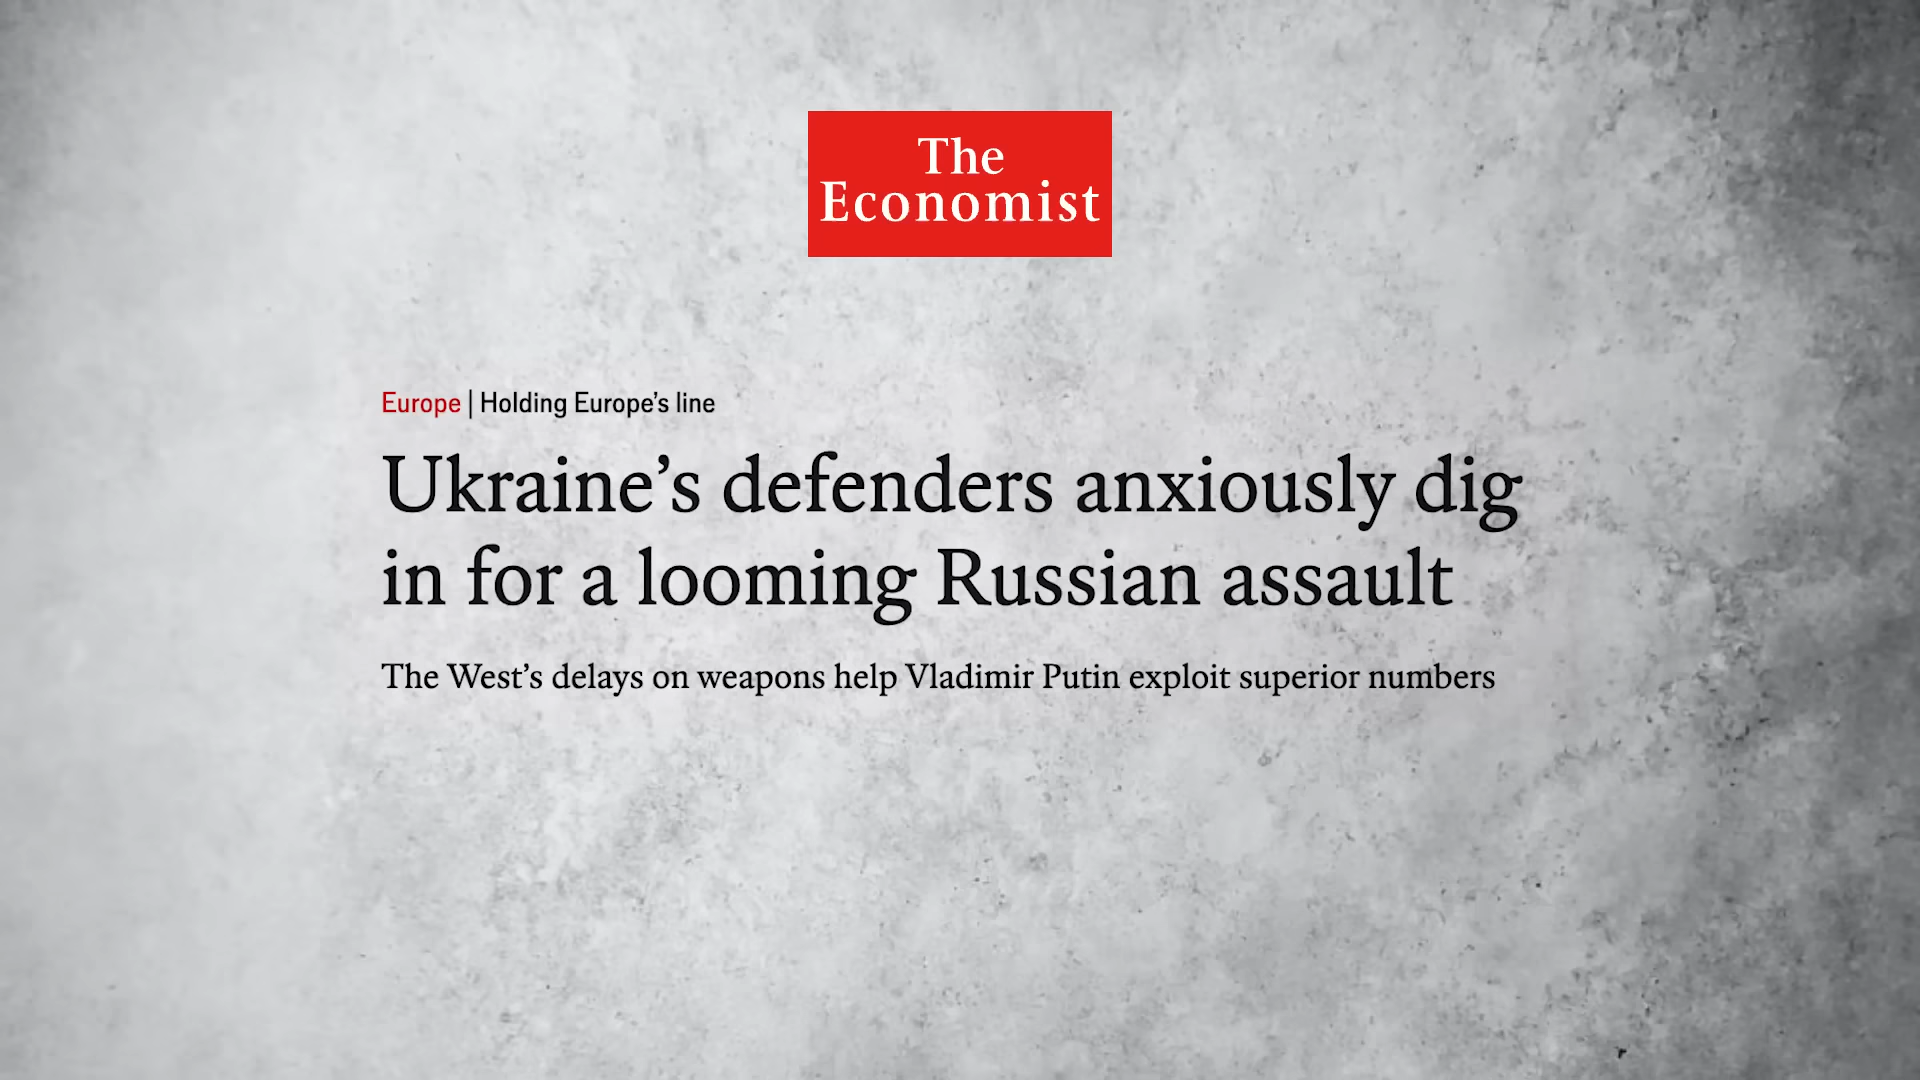 The
Economist
Europe | Holding Europe’s line
Ukraine’s defenders anxiously dig
in for a looming Russian assault
The West’s delays on weapons help Vladimir Putin exploit superior numbers